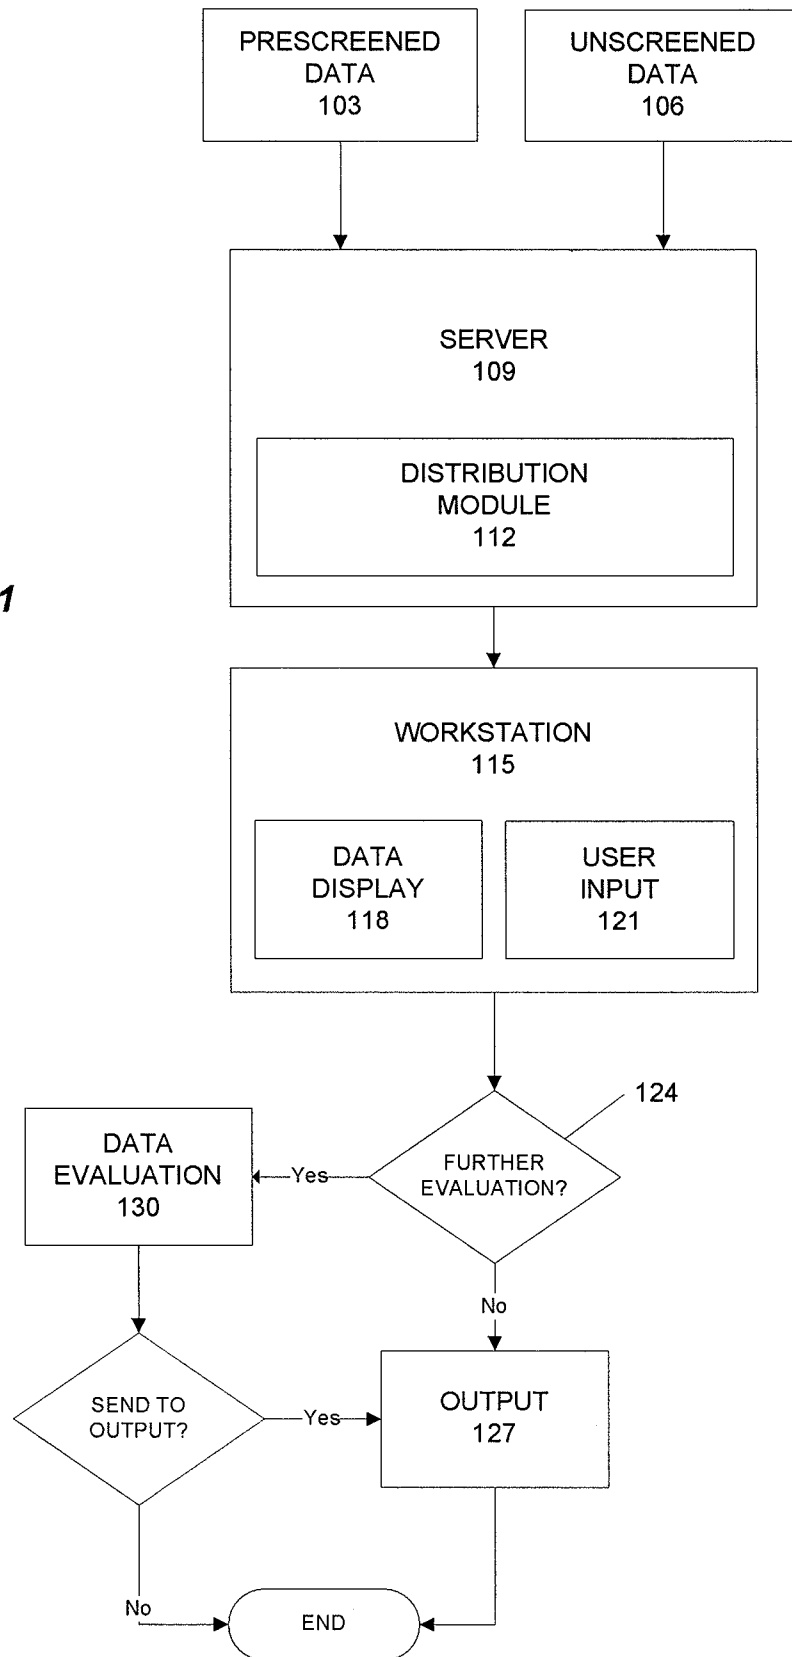 PRESCREENED
DATA
103
UNSCREENED
DATA
106
SERVER
109
DISTRIBUTION
MODULE
112
1
WORKSTATION
115
DATA
DISPLAY
118
USER
INPUT
121
124
DATA
EVALUATION
130
Yes
FURTHER
EVALUATION?
No
SEND TO
OUTPUT?
Yes
OUTPUT
127
No
END